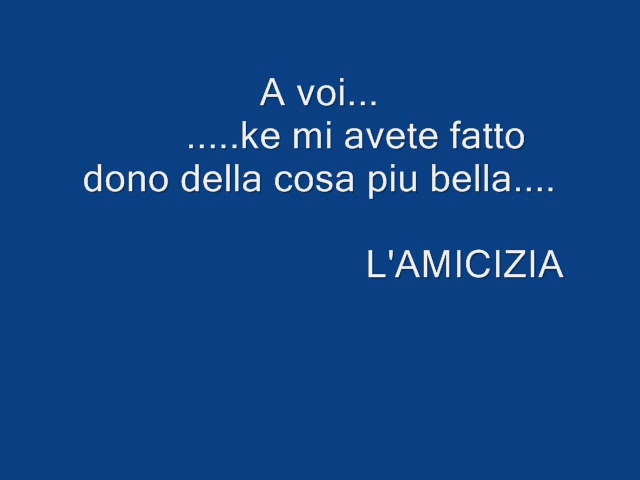 A voi...
.....ke mi avete fatto
dono della cosa piu bella....
L'AMICIZIA